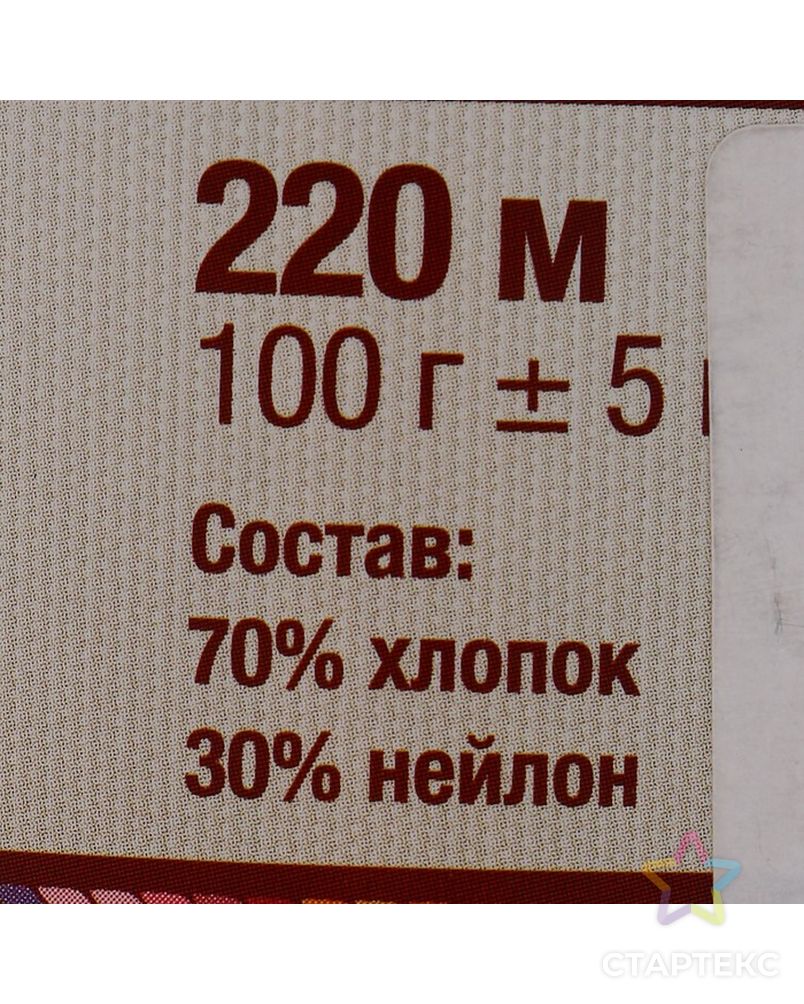 220 м
100 г ± 5
Состав:
70% хлопок
30% нейлон
СТАРТЕКС